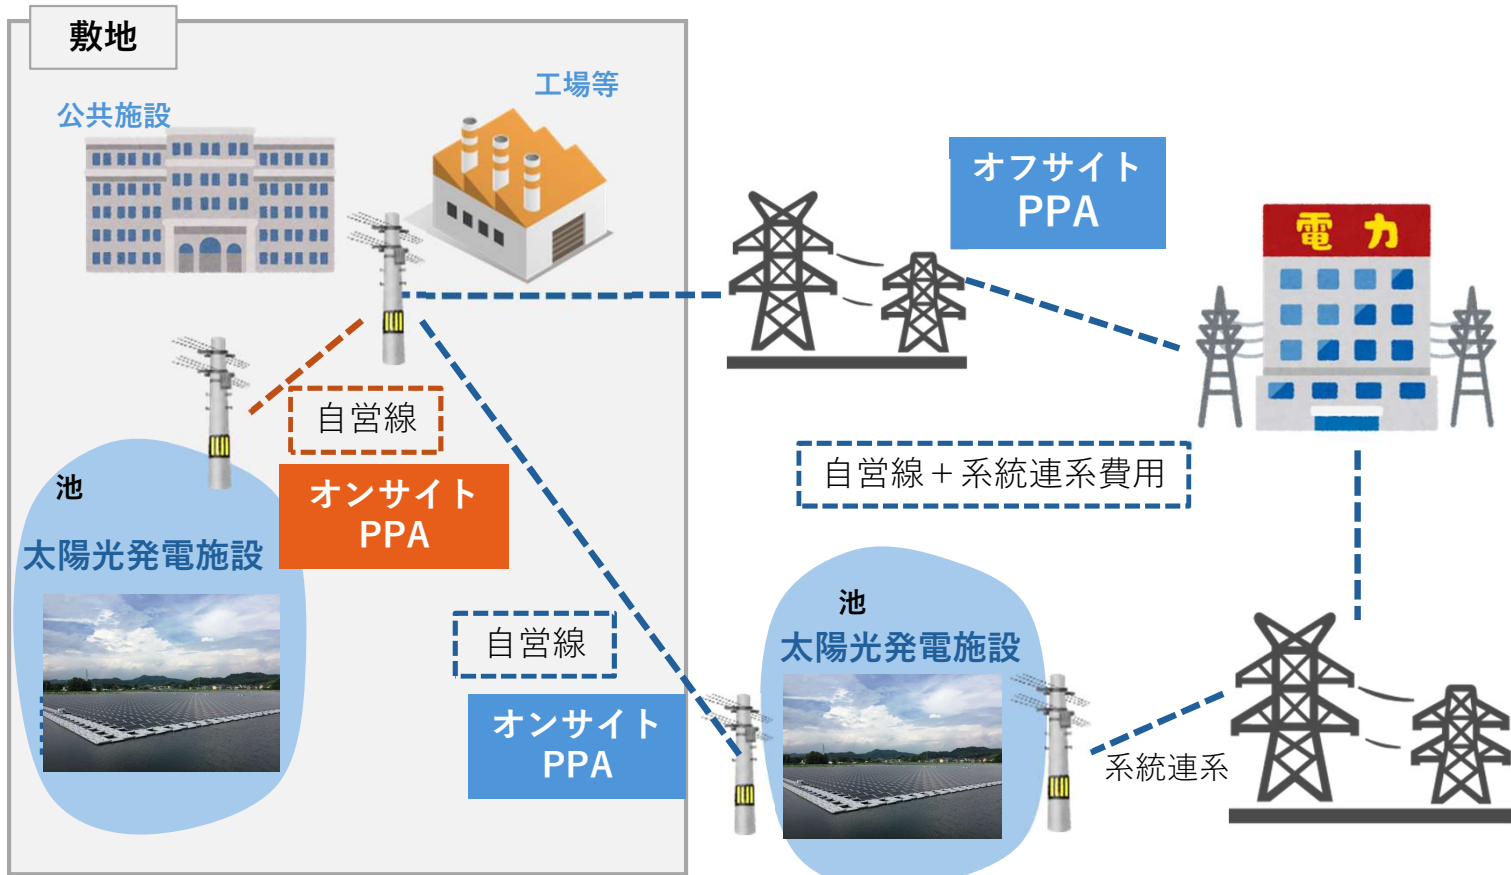 敷地
公共施設
工場等
オフサイト
PPA
電力
自営線
オンサイト
PPA
自営線+系統連系費用
池
太陽光発電施設
自営線
オンサイト
PPA
池
太陽光発電施設
系統連系